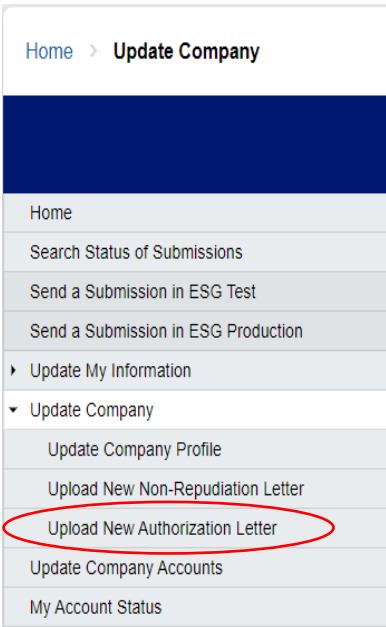 Home > Update Company
Home
Search Status of Submissions
Send a Submission in ESG Test
Send a Submission in ESG Production
Update My Information
Update Company
Update Company Profile
Upload New Non-Repudiation Letter
Upload New Authorization Letter
Update Company Accounts
My Account Status